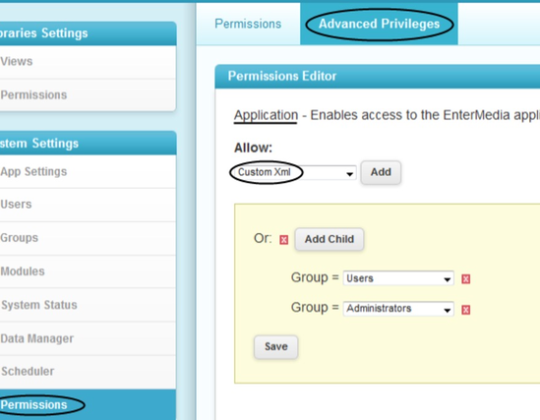 braries Settings
Views
Permissions
stem Settings
App Settings
Users
Groups
Modules
System Status
Data Manager
Scheduler
Permissions
Permissions Advanced Privileges
Permissions Editor
Application - Enables access to the EnterMedia appli
Allow:
Custom Xml Add
Or: x Add Child
Group = Users x
Group = Administrators x
Save